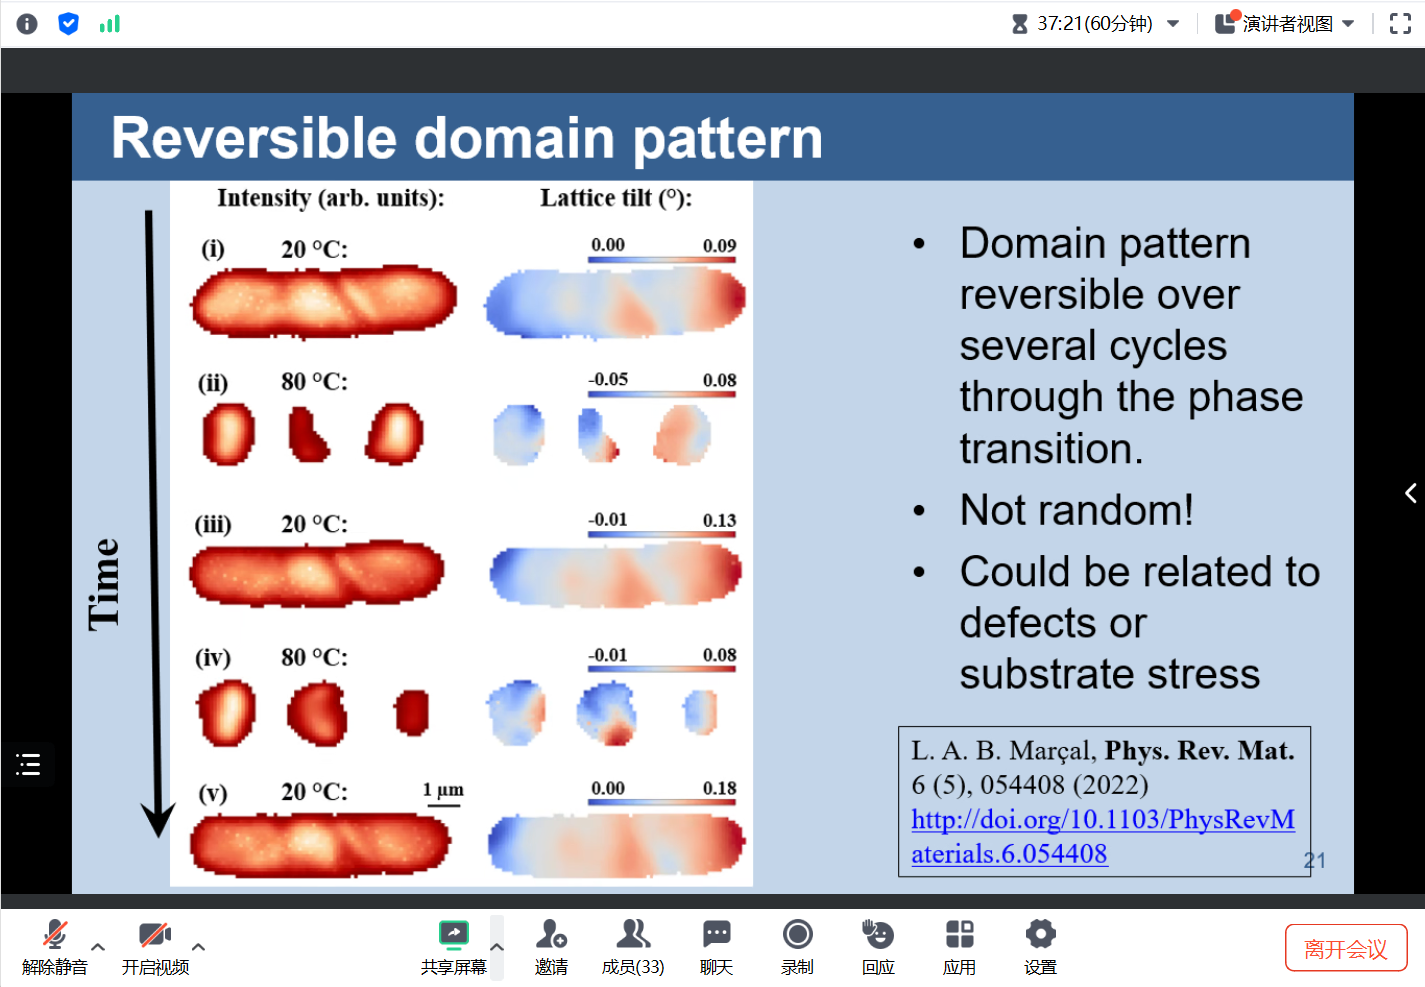 37:21(60分钟)
演讲者视图
Reversible domain pattern
Intensity (arb. units):
Lattice tilt (°):
(i) 20 °C:
0.00 0.09
(ii) 80 °C:
-0.05 0.08
(iii) 20 °C:
-0.01 0.13
(iv) 80 °C:
-0.01 0.08
(v) 20 °C:
1 µm
0.00 0.18
Time
• Domain pattern
reversible over
several cycles
through the phase
transition.
• Not random!
• Could be related to
defects or
substrate stress
L. A. B. Marçal, Phys. Rev. Mat.
6 (5), 054408 (2022)
http://doi.org/10.1103/PhysRevM
aterials.6.054408
21
解除静音
开启视频
共享屏幕
邀请
成员(33)
聊天
录制
回应
应用
设置
离开会议